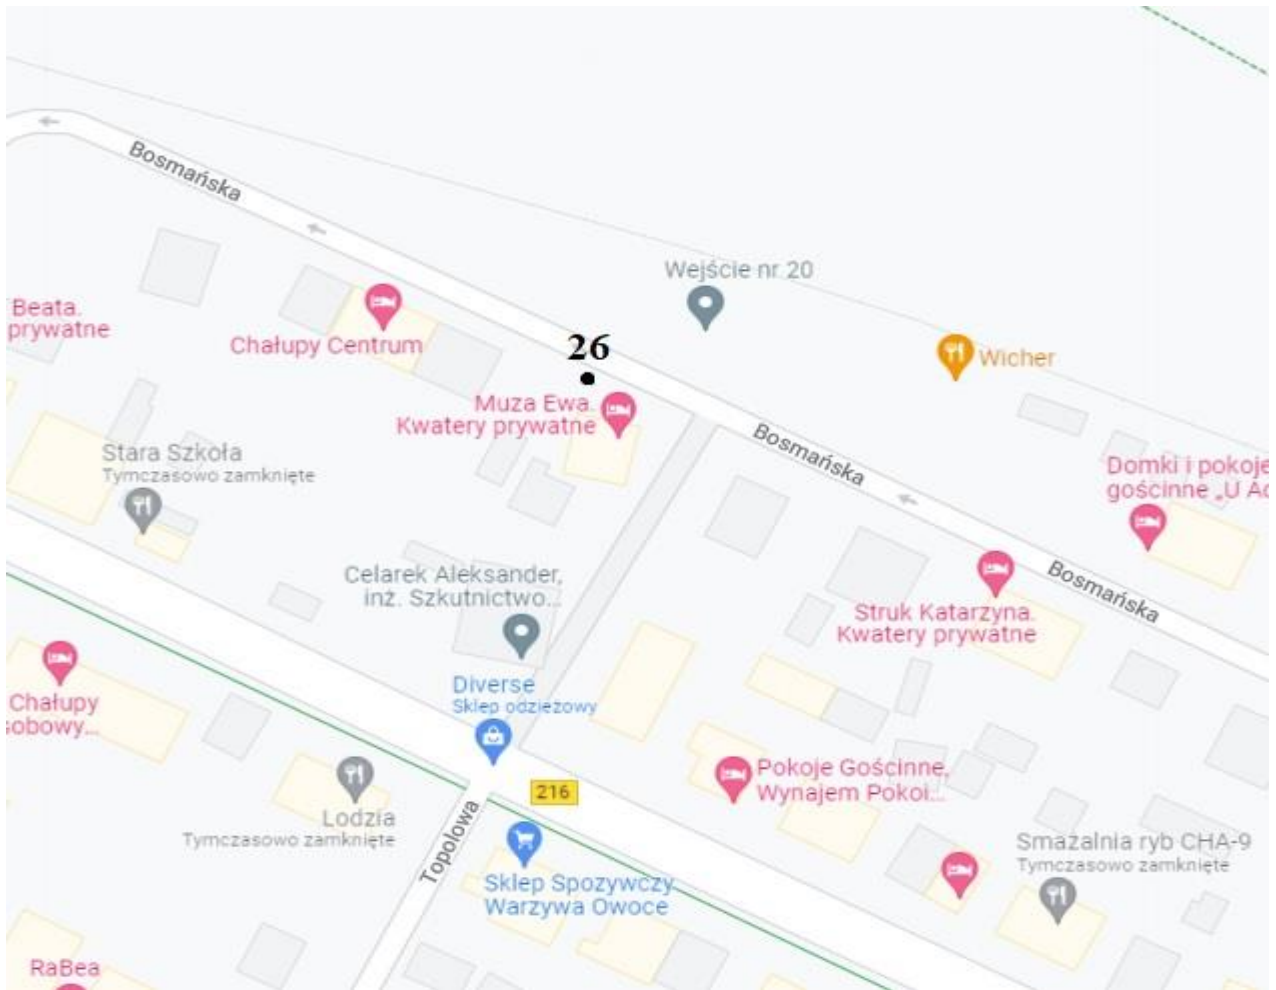 Bosmańska
Wejście nr 20
Beata.
prywatne
Chałupy Centrum
26
Wicher
Muza Ewa.
Kwatery prywatne
Bosmańska
Stara Szkoła
Tymczasowo zamknięte
Domki i pokoje
gościnne „U Ac
Celarek Aleksander,
inż. Szkutnictwo...
Bosmańska
Struk Katarzyna.
Kwatery prywatne
Diverse
Sklep odzieżowy
Chałupy
sobowy...
216
Pokoje Gościnne,
Wynajem Pokoi...
Lodzia
Tymczasowo zamknięte
Topolowa
Smażalnia ryb CHA-9
Tymczasowo zamknięte
Sklep Spożywczy
Warzywa Owoce
RaBea